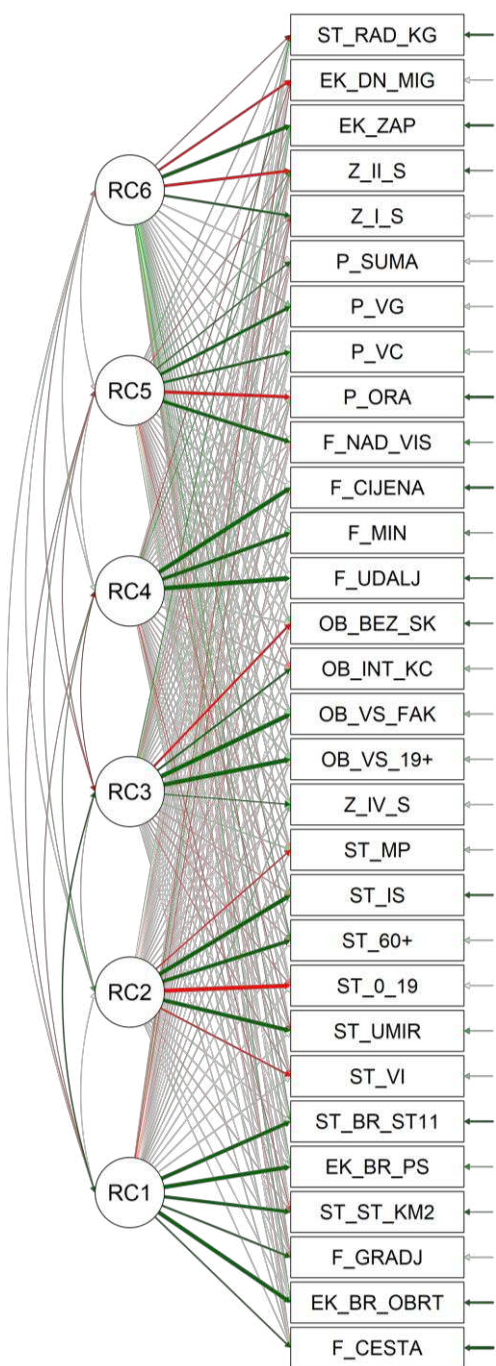 ST_RAD_KG
EK_DN_MIG
EK_ZAP
Z_II_S
RC6
Z_I_S
P_SUMA
P_VG
P_VC
RC5
P_ORA
F_NAD_VIS
F_CIJENA
F_MIN
F_UDALJ
RC4
OB_BEZ_SK
OB_INT_KC
OB_VS_FAK
OB_VS_19+
RC3
Z_IV_S
ST_MP
ST_IS
ST_60+
RC2
ST_0_19
ST_UMIR
ST_VI
ST_BR_ST11
EK_BR_PS
RC1
ST_ST_KM2
F_GRADJ
EK_BR_OBRT
F_CESTA